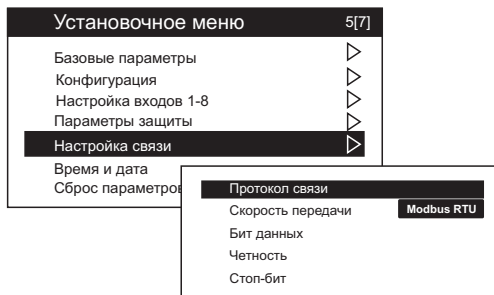 Установочное меню 5[7]
Базовые параметры
Конфигурация
Настройка входов 1-8
Параметры защиты
Настройка связи
Время и дата
Сброс параметров
Протокол связи
Скорость передачи Modbus RTU
Бит данных
Четность
Стоп-бит